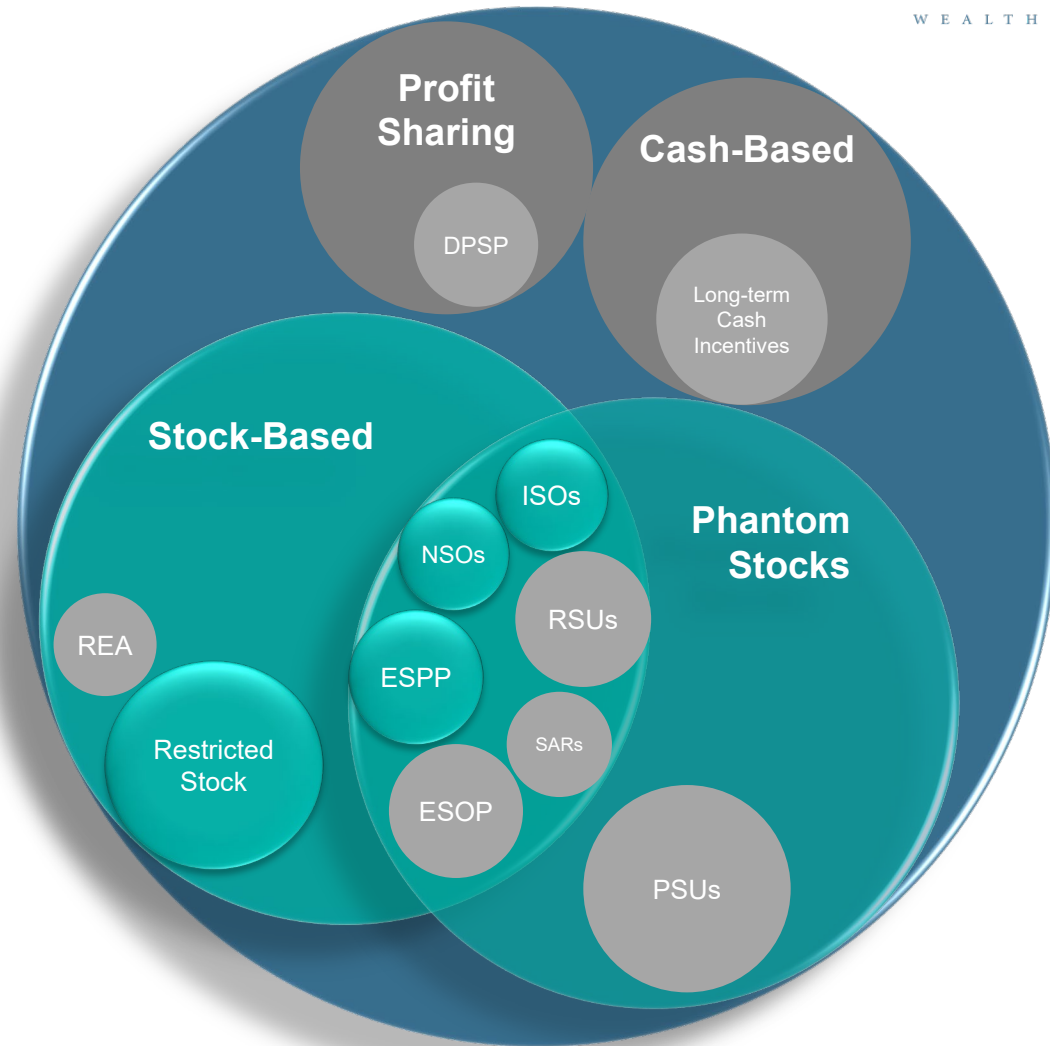 WEALTH
Profit
Sharing
Cash-Based
DPSP
Long-term
Cash
Incentives
Stock-Based
ISOs
Phantom
Stocks
NSOs
RSUs
REA
ESPP
Restricted
Stock
SARs
ESOP
PSUs